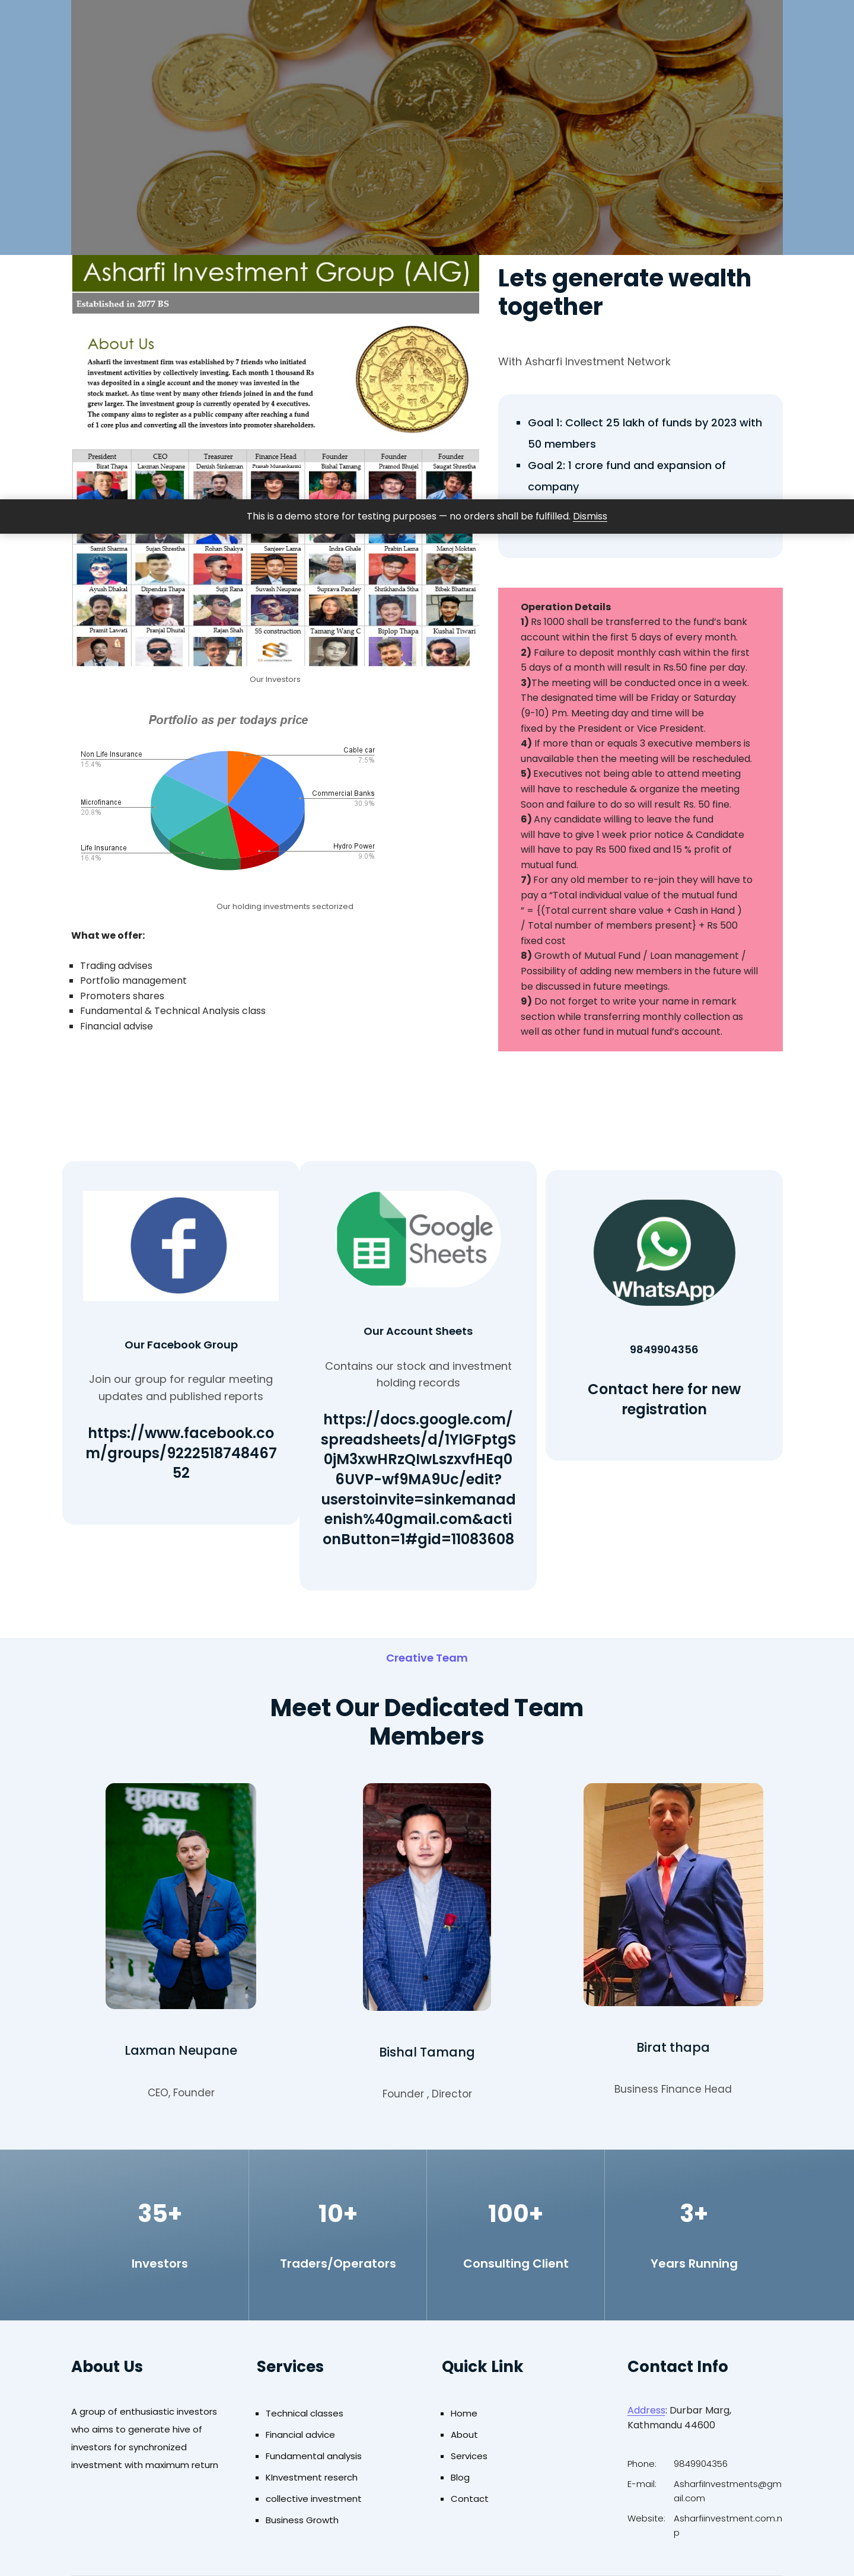 Asharfi Investment Group (AIG)
Established in 2077 BS
About Us
Asharfi the investment firm was established by 7 friends who initiated
investment activities by collectively investing. Each month 1 thousand Rs
was deposited in a single account and the money was invested in the
stock market. As time went by many other friends joined in and the fund
grew larger. The investment group is currently operated by 4 executives.
The company aims to register as a public company after reaching a fund
of 1 core plus and converting all the investors into promoter shareholders.
President CEO Treasurer Finance Head Founder Founder Founder
Birat Thapa Laxman Neupane Denish Sinkeman Pranab Munankarmi Bishal Tamang Pramod Bhujel Saugat Shrestha
Samit Sharma Sujan Shrestha Rohan Shakya Sanjeev Lama Indra Ghale Prabin Lama Manoj Moktan
Ayush Dhakal Dipendra Thapa Sujit Rana Suvash Neupane Suprava Pandey Shrikhanda Stha Bibek Bhattarai
Pramit Lawati Pranjal Dhutal Rajan Shah SS construction Tamang Wang C Biplop Thapa Kushal Tiwari
Our Investors
Portfolio as per todays price
Cable car
7.5%
Non Life Insurance
15.4%
Commercial Banks
30.9%
Microfinance
20.8%
Hydro Power
9.0%
Life Insurance
16.4%
Our holding investments sectorized
What we offer:
Trading advises
Portfolio management
Promoters shares
Fundamental & Technical Analysis class
Financial advise
Lets generate wealth
together
With Asharfi Investment Network
Goal 1: Collect 25 lakh of funds by 2023 with
50 members
Goal 2: 1 crore fund and expansion of
company
This is a demo store for testing purposes — no orders shall be fulfilled. Dismiss
Operation Details
1) Rs 1000 shall be transferred to the fund’s bank
account within the first 5 days of every month.
2) Failure to deposit monthly cash within the first
5 days of a month will result in Rs.50 fine per day.
3)The meeting will be conducted once in a week.
The designated time will be Friday or Saturday
(9-10) Pm. Meeting day and time will be
fixed by the President or Vice President.
4) If more than or equals 3 executive members is
unavailable then the meeting will be rescheduled.
5) Executives not being able to attend meeting
will have to reschedule & organize the meeting
Soon and failure to do so will result Rs. 50 fine.
6) Any candidate willing to leave the fund
will have to give 1 week prior notice & Candidate
will have to pay Rs 500 fixed and 15 % profit of
mutual fund.
7) For any old member to re-join they will have to
pay a “Total individual value of the mutual fund
” = {(Total current share value + Cash in Hand )
/ Total number of members present} + Rs 500
fixed cost
8) Growth of Mutual Fund / Loan management /
Possibility of adding new members in the future will
be discussed in future meetings.
9) Do not forget to write your name in remark
section while transferring monthly collection as
well as other fund in mutual fund’s account.
f
Our Facebook Group
Join our group for regular meeting
updates and published reports
https://www.facebook.co
m/groups/9222518748467
52
Google
Sheets
Our Account Sheets
Contains our stock and investment
holding records
https://docs.google.com/
spreadsheets/d/1YIGFptgS
0jM3xwHRzQIwLszxvfHEq0
6UVP-wf9MA9Uc/edit?
userstoinvite=sinkemanad
enish%40gmail.com&acti
onButton=1#gid=11083608
WhatsApp
9849904356
Contact here for new
registration
Creative Team
Meet Our Dedicated Team
Members
Laxman Neupane
CEO, Founder
Bishal Tamang
Founder , Director
Birat thapa
Business Finance Head
35+
Investors
10+
Traders/Operators
100+
Consulting Client
3+
Years Running
About Us
A group of enthusiastic investors
who aims to generate hive of
investors for synchronized
investment with maximum return
Services
Technical classes
Financial advice
Fundamental analysis
KInvestment reserch
collective investment
Business Growth
Quick Link
Home
About
Services
Blog
Contact
Contact Info
Address: Durbar Marg,
Kathmandu 44600
Phone: 9849904356
E-mail: AsharfiInvestments@gm
ail.com
Website: Asharfiinvestment.com.n
p